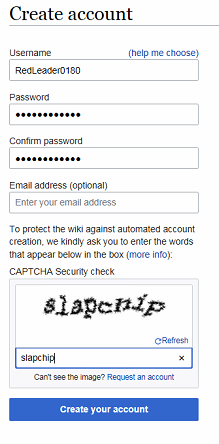 Create account
Username (help me choose)
RedLeader0180
Password
••••••••••••
Confirm password
••••••••••••
Email address (optional)
Enter your email address
To protect the wiki against automated account
creation, we kindly ask you to enter the words
that appear below in the box (more info):
CAPTCHA Security check
slapchip
Refresh
slapchip ×
Can't see the image? Request an account
Create your account